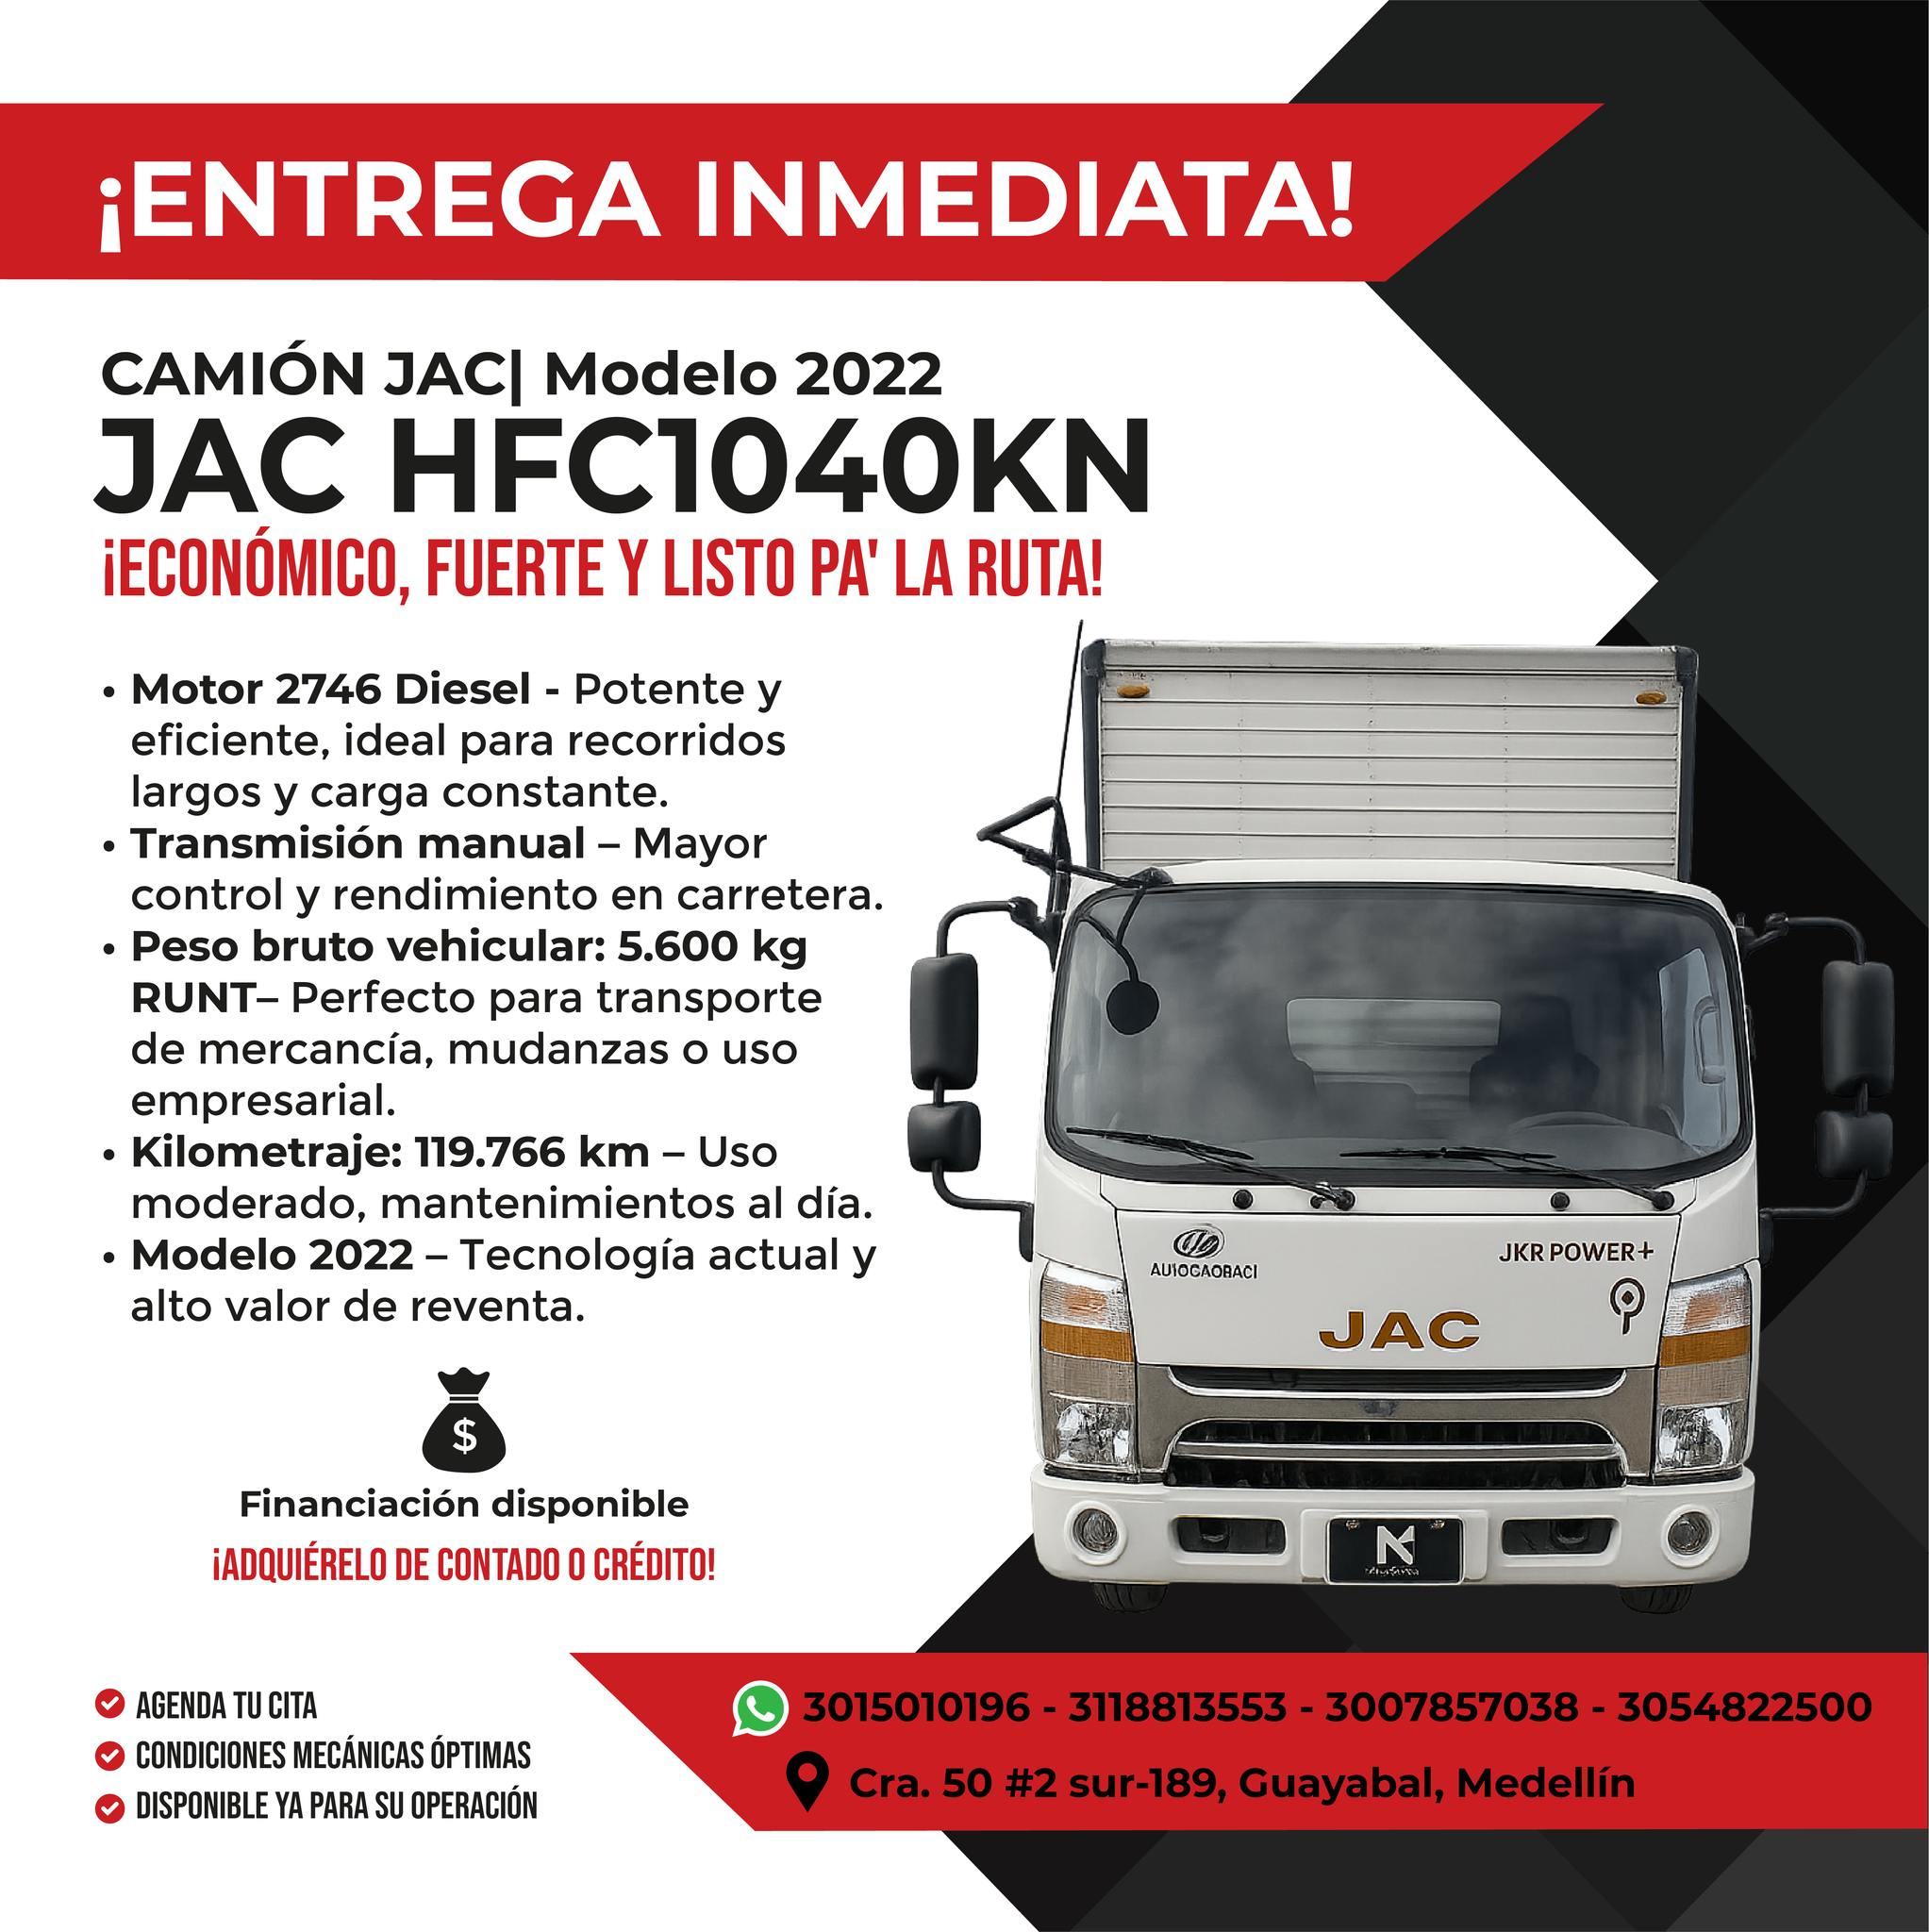 ¡ENTREGA INMEDIATA!
CAMIÓN JAC| Modelo 2022
JAC HFC1040KN
¡ECONÓMICO, FUERTE Y LISTO PA' LA RUTA!
• Motor 2746 Diesel - Potente y
eficiente, ideal para recorridos
largos y carga constante.
• Transmisión manual – Mayor
control y rendimiento en carretera.
• Peso bruto vehicular: 5.600 kg
RUNT– Perfecto para transporte
de mercancía, mudanzas o uso
empresarial.
• Kilometraje: 119.766 km – Uso
moderado, mantenimientos al día.
• Modelo 2022 – Tecnología actual y
alto valor de reventa.
$
Financiación disponible
¡ADQUIÉRELO DE CONTADO O CRÉDITO!
JKR POWER+
JAC
AGENDA TU CITA
CONDICIONES MECÁNICAS ÓPTIMAS
DISPONIBLE YA PARA SU OPERACIÓN
3015010196 - 3118813553 - 3007857038 - 3054822500
Cra. 50 #2 sur-189, Guayabal, Medellín